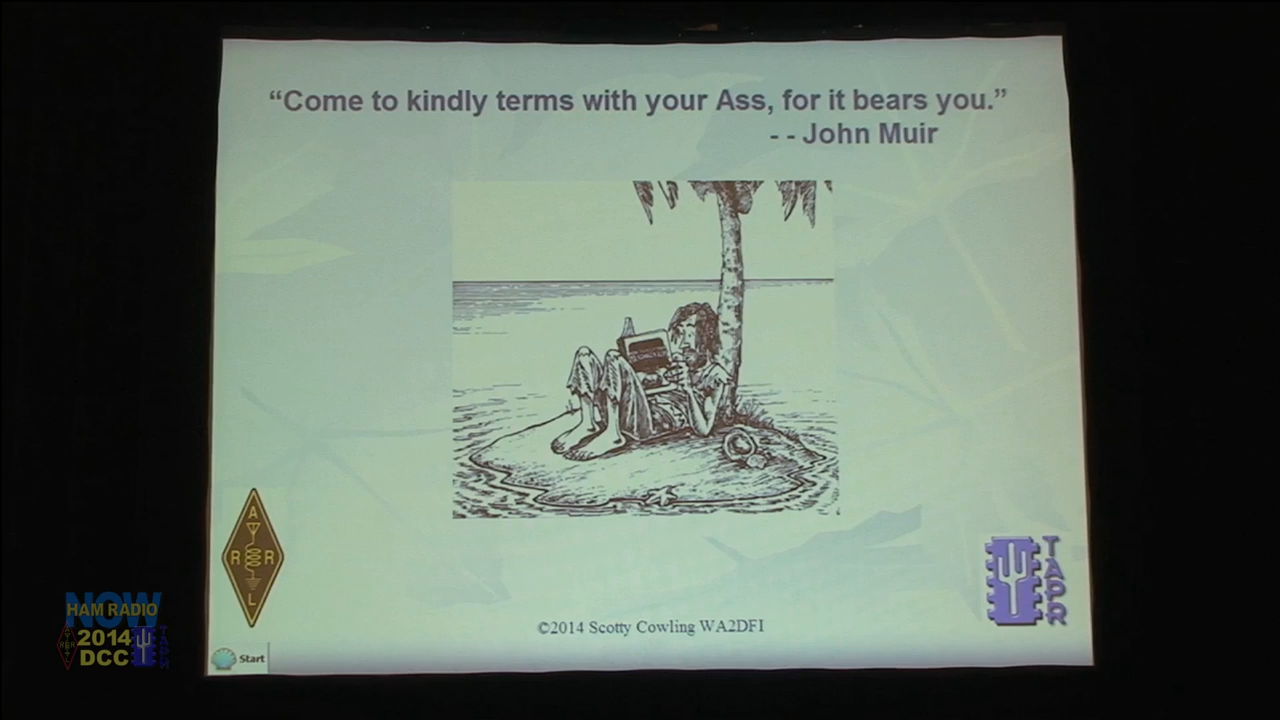 “Come to kindly terms with your Ass, for it bears you.”
- - John Muir
A
R R
L
TAPR
©2014 Scotty Cowling WA2DFI
Start
NOW
HAM RADIO
2014
DCC
TAPR